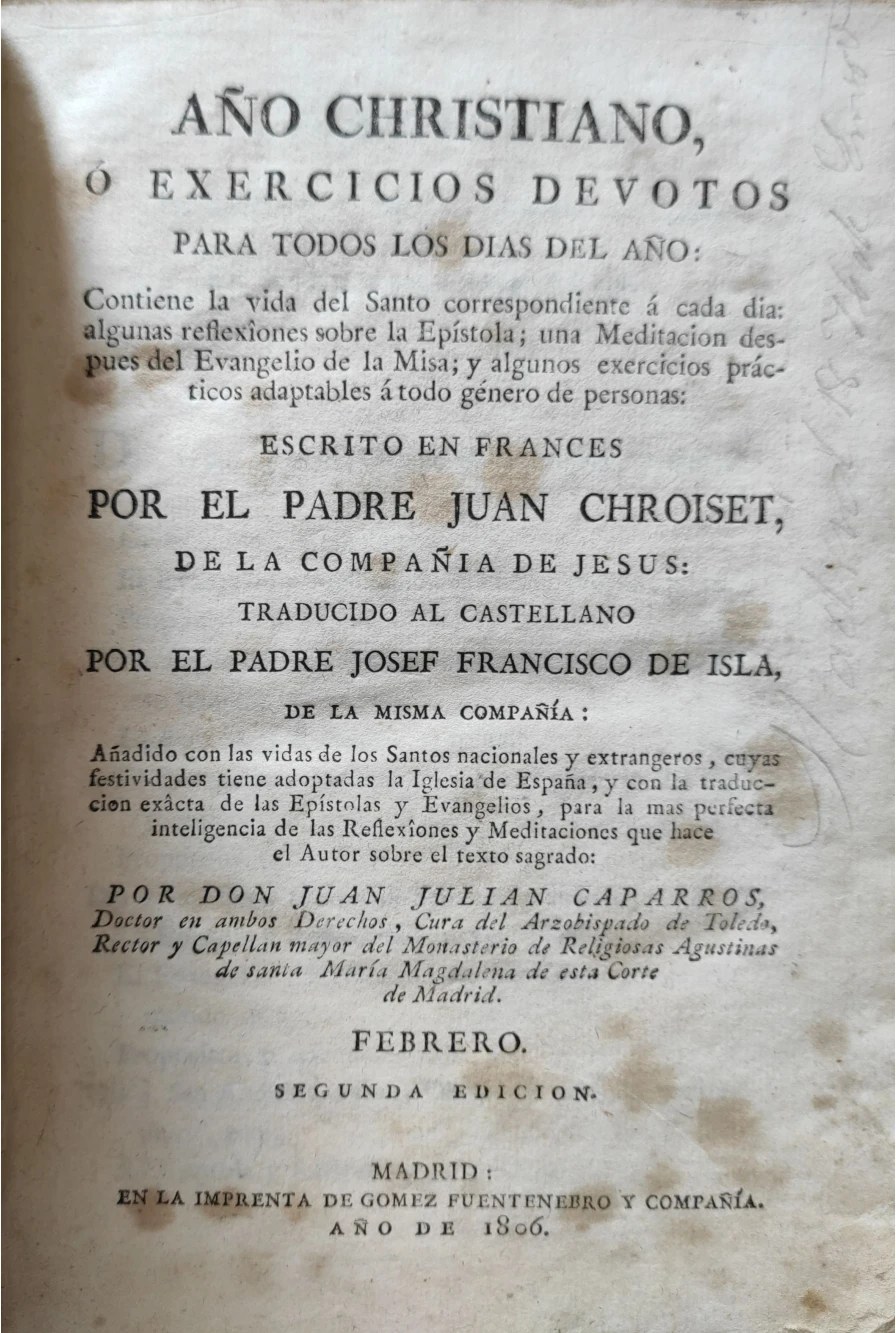 AÑO CHRISTIANO,
Ó EXERCICIOS DEVOTOS
PARA TODOS LOS DIAS DEL AÑO:
Contiene la vida del Santo correspondiente á cada dia:
algunas reflexîones sobre la Epístola; una Meditacion des-
pues del Evangelio de la Misa; y algunos exercicios prác-
ticos adaptables á todo género de personas:
ESCRITO EN FRANCES
POR EL PADRE JUAN CHROISET,
DE LA COMPAÑIA DE JESUS:
TRADUCIDO AL CASTELLANO
POR EL PADRE JOSEF FRANCISCO DE ISLA,
DE LA MISMA COMPAÑÍA:
Añadido con las vidas de los Santos nacionales y extrangeros, cuyas
festividades tiene adoptadas la Iglesia de España, y con la traduc-
cion exâcta de las Epístolas y Evangelios, para la mas perfecta
inteligencia de las Reflexîones y Meditaciones que hace
el Autor sobre el texto sagrado:
POR DON JUAN JULIAN CAPARROS,
Doctor en ambos Derechos, Cura del Arzobispado de Toledo,
Rector y Capellan mayor del Monasterio de Religiosas Agustinas
de santa María Magdalena de esta Corte
de Madrid.
FEBRERO.
SEGUNDA EDICION.
MADRID:
EN LA IMPRENTA DE GOMEZ FUENTENEBRO Y COMPAÑÍA.
AÑO DE 1806.